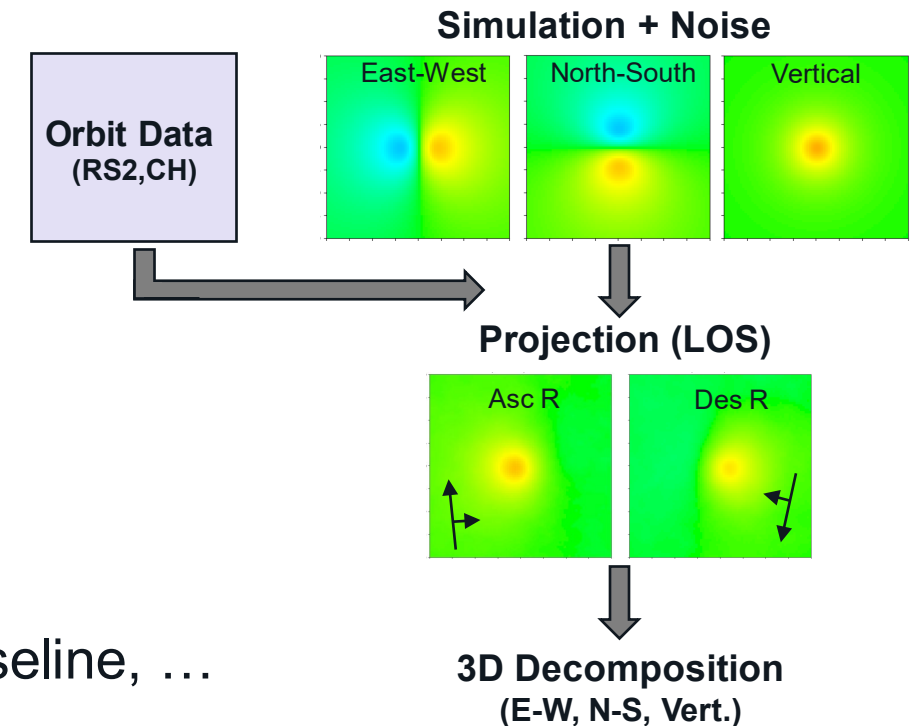 Simulation + Noise
East-West
North-South
Vertical
Orbit Data
(RS2,CH)
Projection (LOS)
Asc R
Des R
seline, …
3D Decomposition
(E-W, N-S, Vert.)